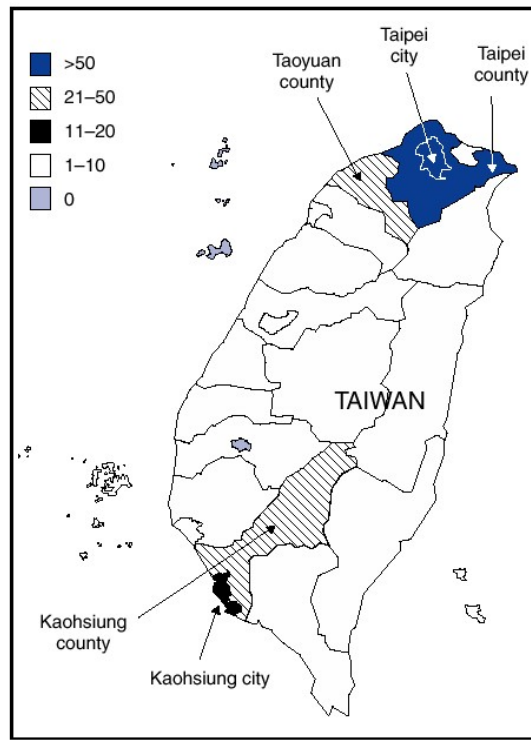 >50
21–50
11–20
1–10
0
Taoyuan
county
Taipei
city
Taipei
county
TAIWAN
Kaohsiung
county
Kaohsiung city